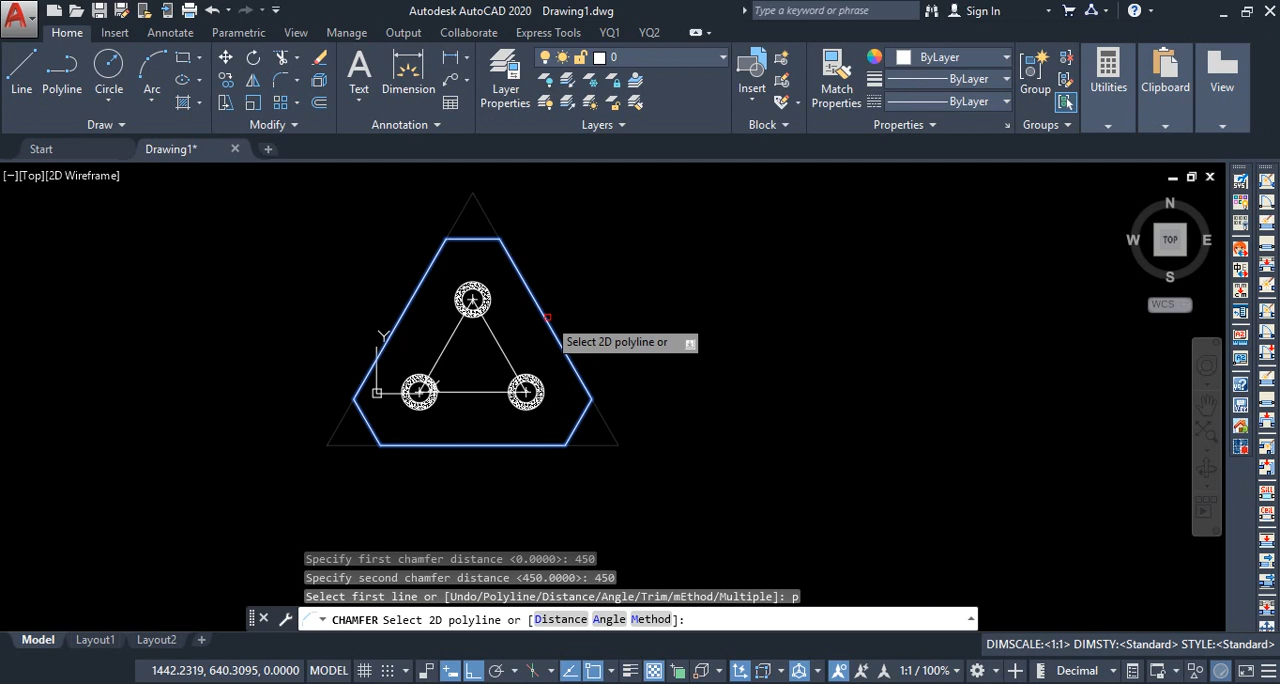 Autodesk AutoCAD 2020 Drawing1.dwg
Type a keyword or phrase
Sign In
Home Insert Annotate Parametric View Manage Output Collaborate Express Tools YQ1 YQ2
Line Polyline Circle Arc
Draw
Modify
Text Dimension
Annotation
Layer Properties
0
Layers
Insert
Block
Match Properties
ByLayer
ByLayer
ByLayer
Properties
Group
Groups
Utilities
Clipboard
View
Start Drawing1*
[−][Top][2D Wireframe]
N
W TOP E
S
WCS
Y
Select 2D polyline or
Specify first chamfer distance <0.0000>: 450
Specify second chamfer distance <450.0000>: 450
Select first line or [Undo/Polyline/Distance/Angle/Trim/mEthod/Multiple]: p
CHAMFER Select 2D polyline or [Distance Angle Method]:
Model Layout1 Layout2
DIMSCALE:<1:1> DIMSTY:<Standard> STYLE:<Standard>
1442.2319, 640.3095, 0.0000 MODEL 1:1 / 100% Decimal